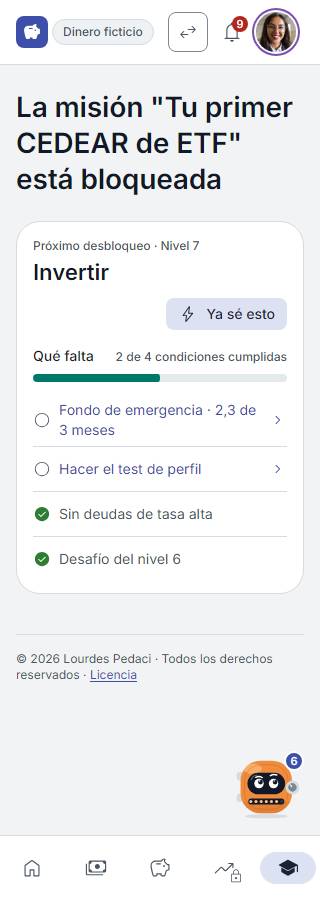 Dinero ficticio
9
La misión "Tu primer
CEDEAR de ETF"
está bloqueada
Próximo desbloqueo · Nivel 7
Invertir
Ya sé esto
Qué falta
2 de 4 condiciones cumplidas
Fondo de emergencia · 2,3 de
3 meses
Hacer el test de perfil
Sin deudas de tasa alta
Desafío del nivel 6
© 2026 Lourdes Pedaci · Todos los derechos
reservados · Licencia
6